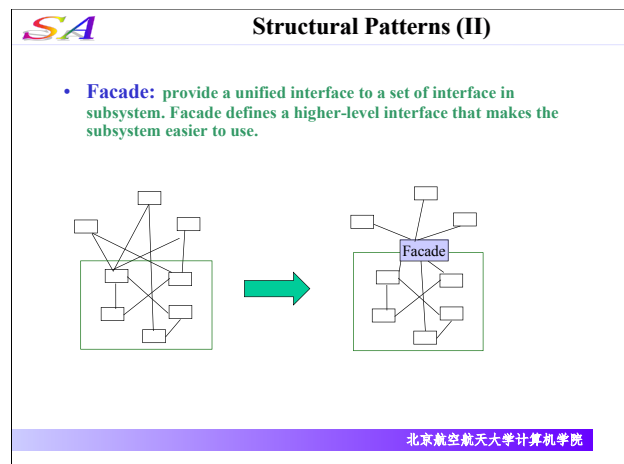 SA
Structural Patterns (II)
• Facade: provide a unified interface to a set of interface in
subsystem. Facade defines a higher-level interface that makes the
subsystem easier to use.
Facade
北京航空航天大学计算机学院